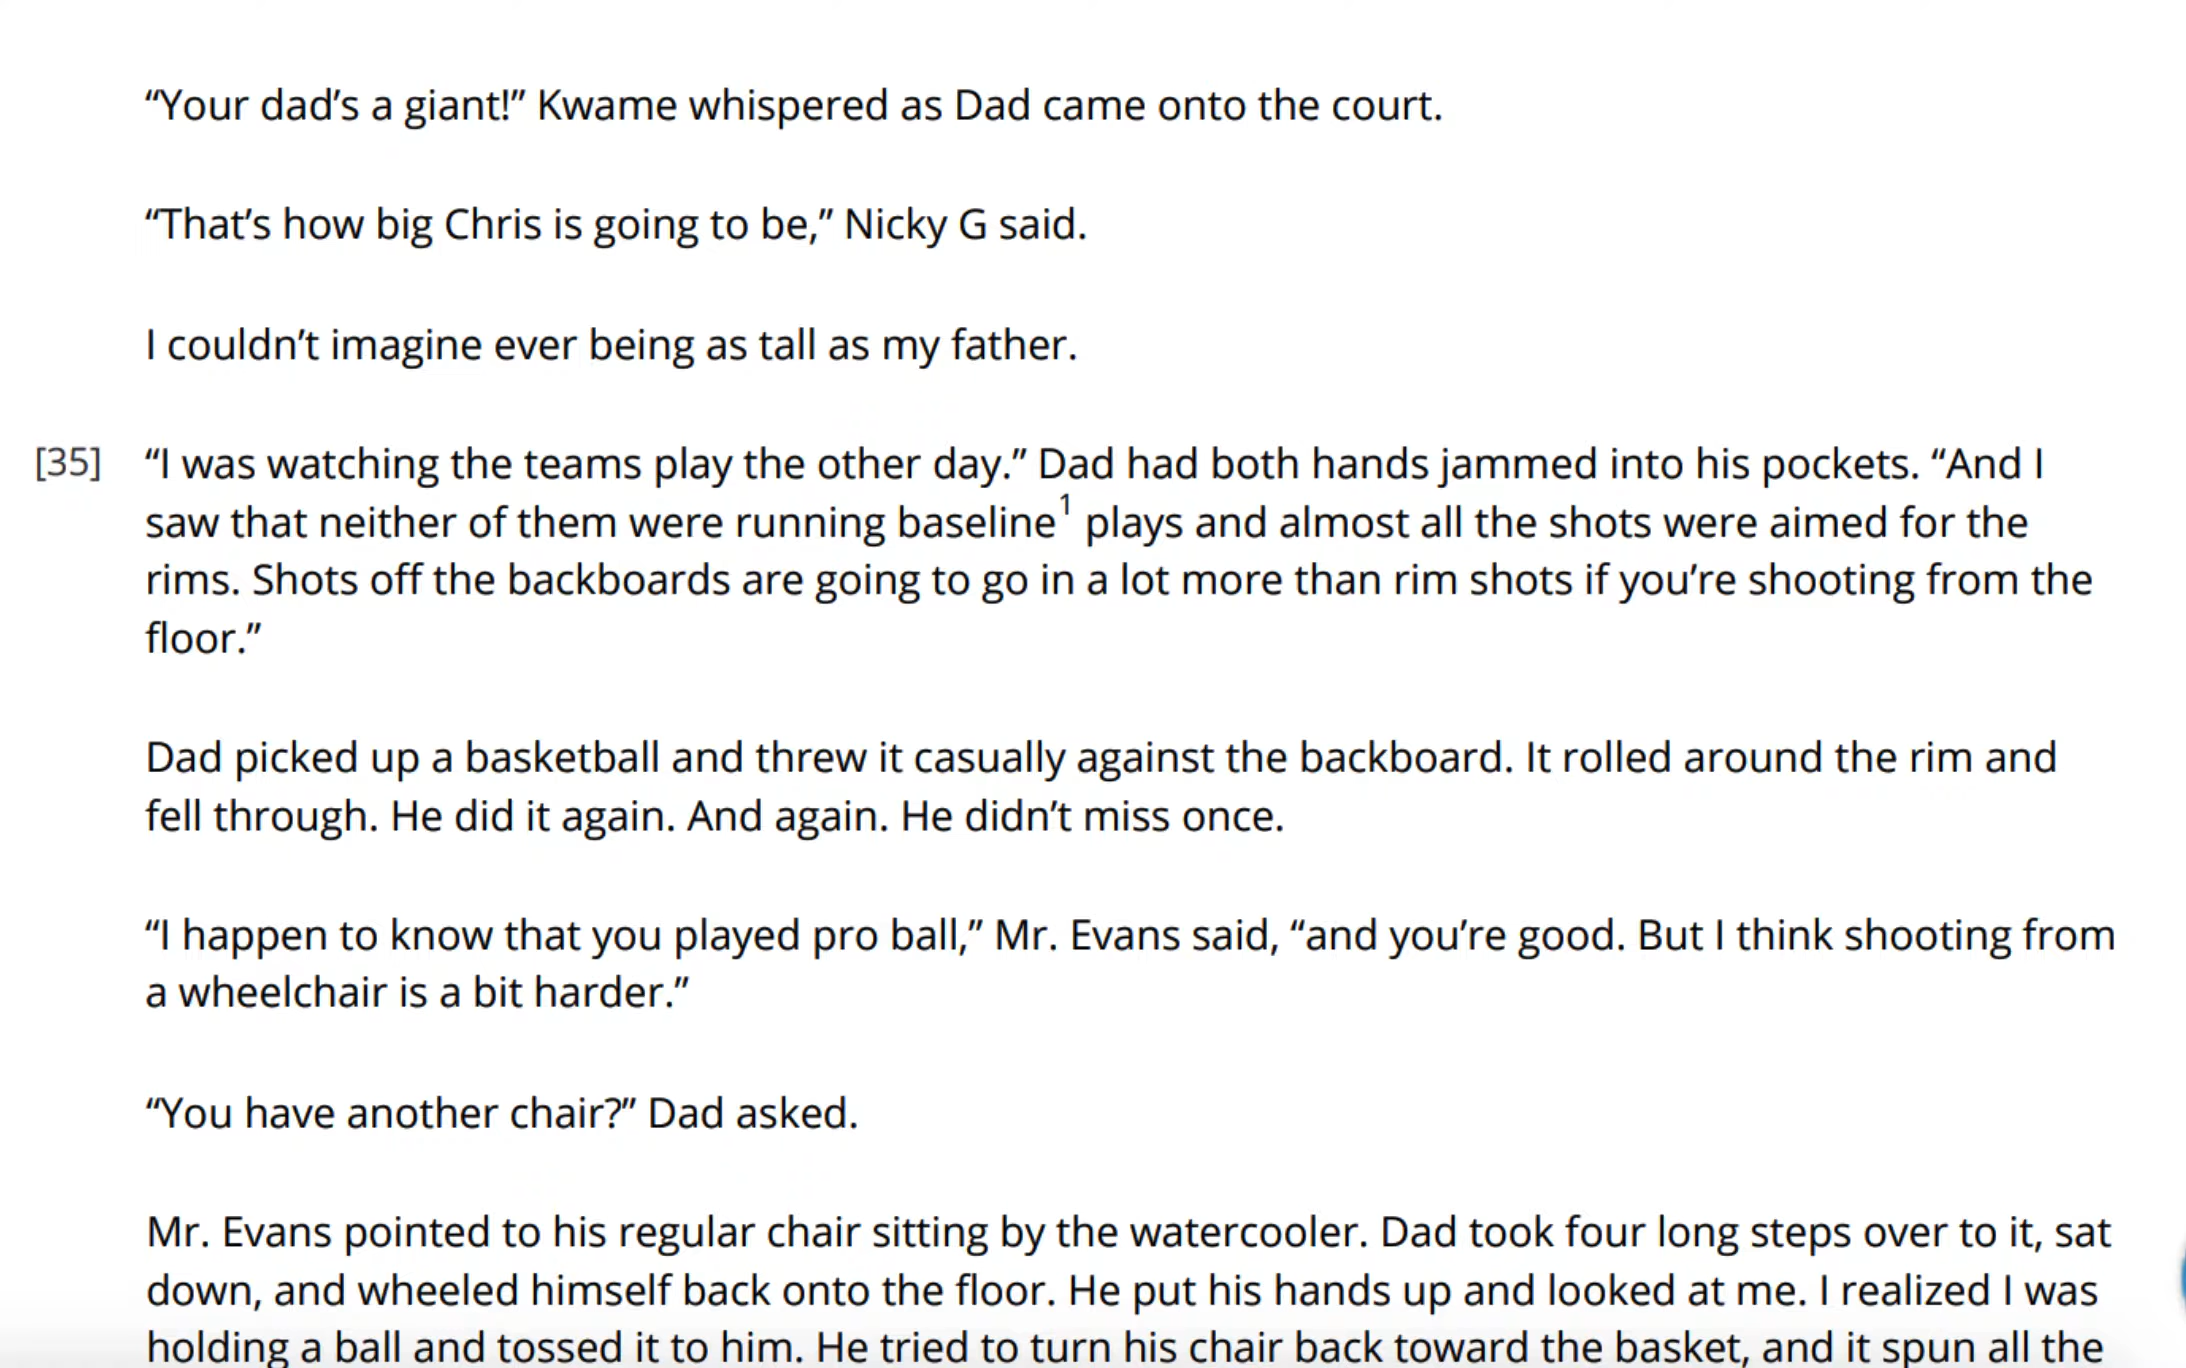 “Your dad’s a giant!” Kwame whispered as Dad came onto the court.
“That’s how big Chris is going to be,” Nicky G said.
I couldn’t imagine ever being as tall as my father.
[35] “I was watching the teams play the other day.” Dad had both hands jammed into his pockets. “And I
saw that neither of them were running baseline¹ plays and almost all the shots were aimed for the
rims. Shots off the backboards are going to go in a lot more than rim shots if you’re shooting from the
floor.”
Dad picked up a basketball and threw it casually against the backboard. It rolled around the rim and
fell through. He did it again. And again. He didn’t miss once.
“I happen to know that you played pro ball,” Mr. Evans said, “and you’re good. But I think shooting from
a wheelchair is a bit harder.”
“You have another chair?” Dad asked.
Mr. Evans pointed to his regular chair sitting by the watercooler. Dad took four long steps over to it, sat
down, and wheeled himself back onto the floor. He put his hands up and looked at me. I realized I was
holding a ball and tossed it to him. He tried to turn his chair back toward the basket, and it spun all the